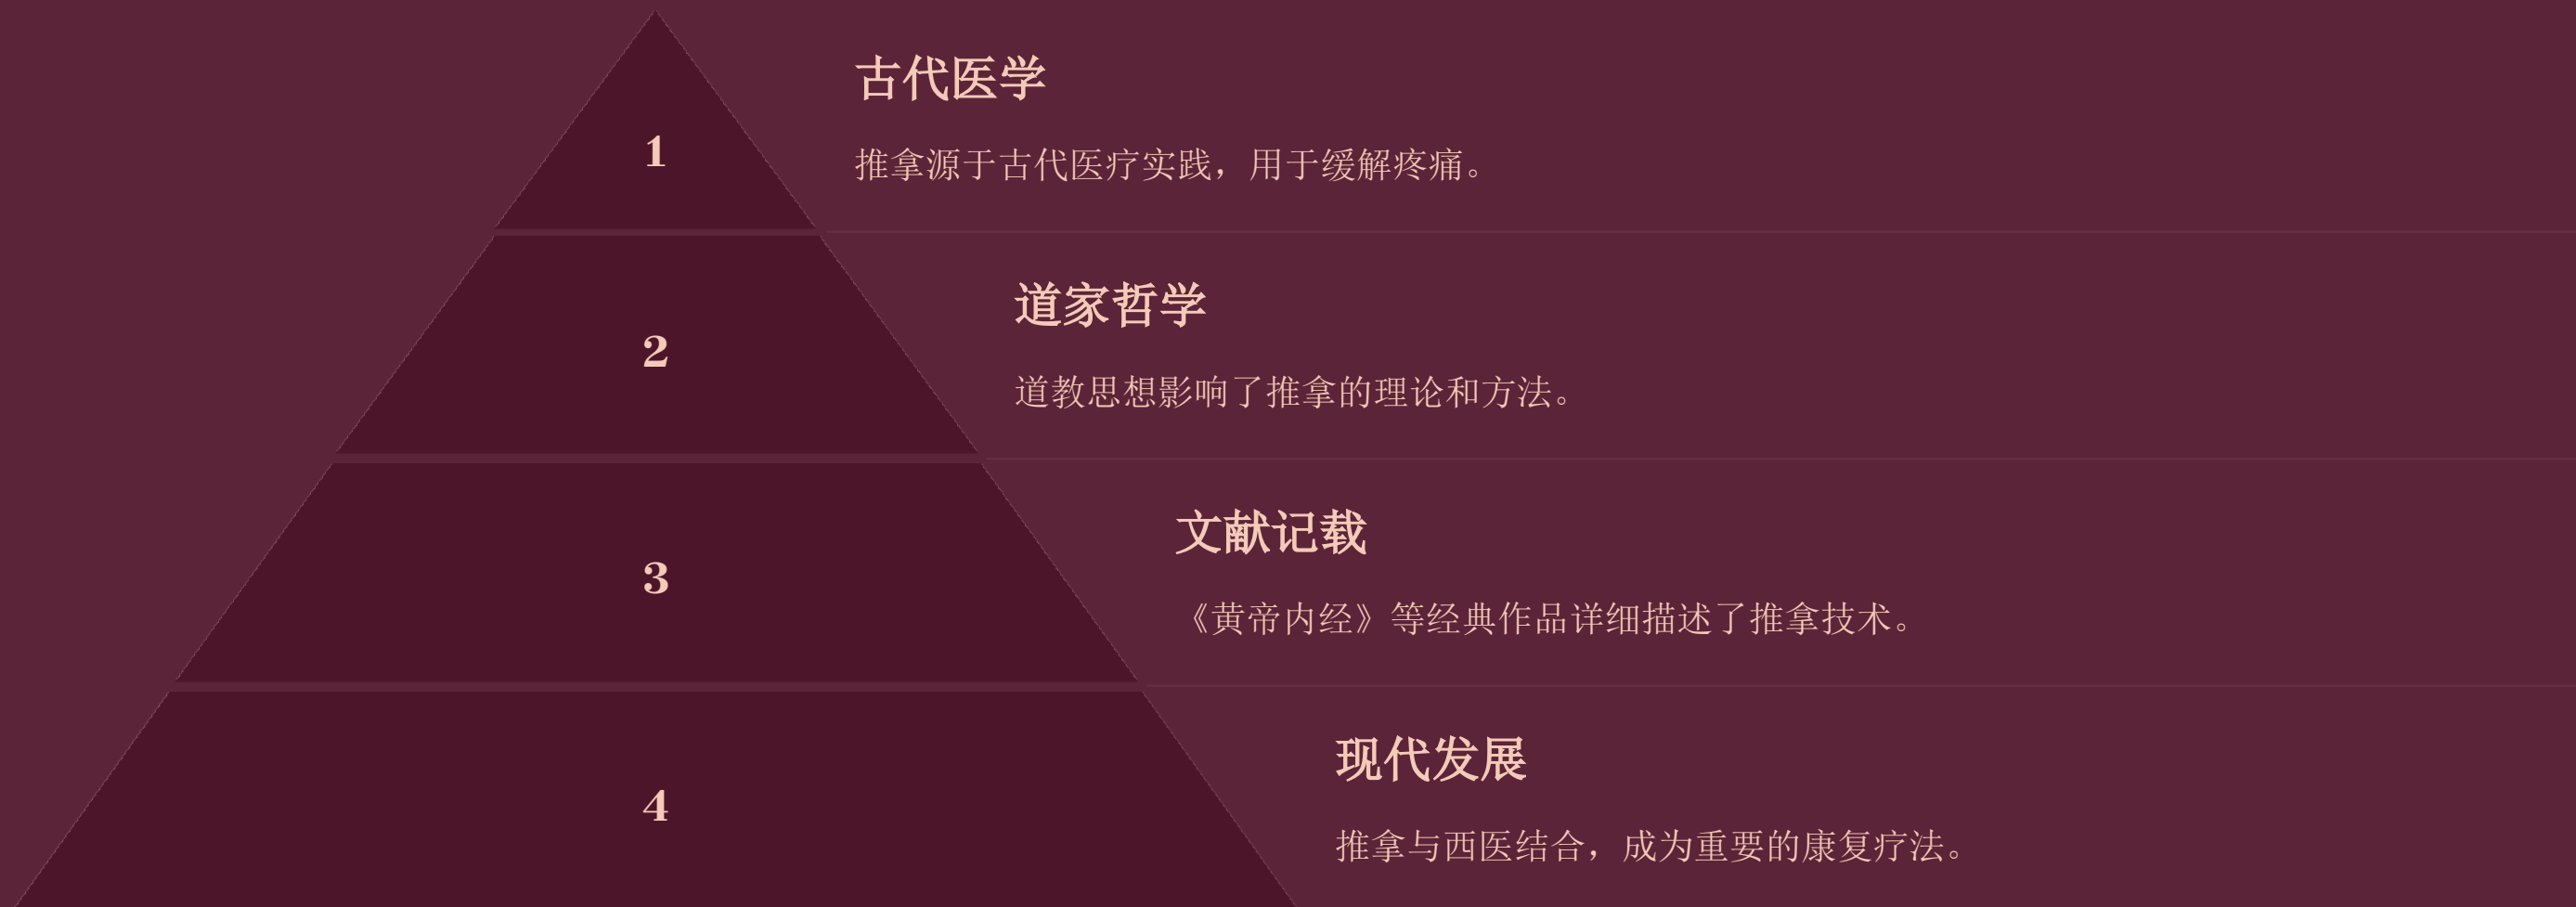 古代医学
1
推拿源于古代医疗实践，用于缓解疼痛。
道家哲学
2
道教思想影响了推拿的理论和方法。
文献记载
3
《黄帝内经》等经典作品详细描述了推拿技术。
现代发展
4
推拿与西医结合，成为重要的康复疗法。